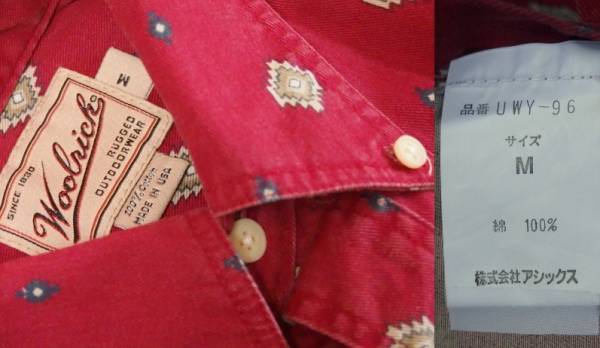 M
SINCE 1830
Woolrich
RUGGED
OUTDOORWEAR
100% Cotton
MADE IN USA
品番 UWY-96
サイズ
M
綿 100%
株式会社アシックス